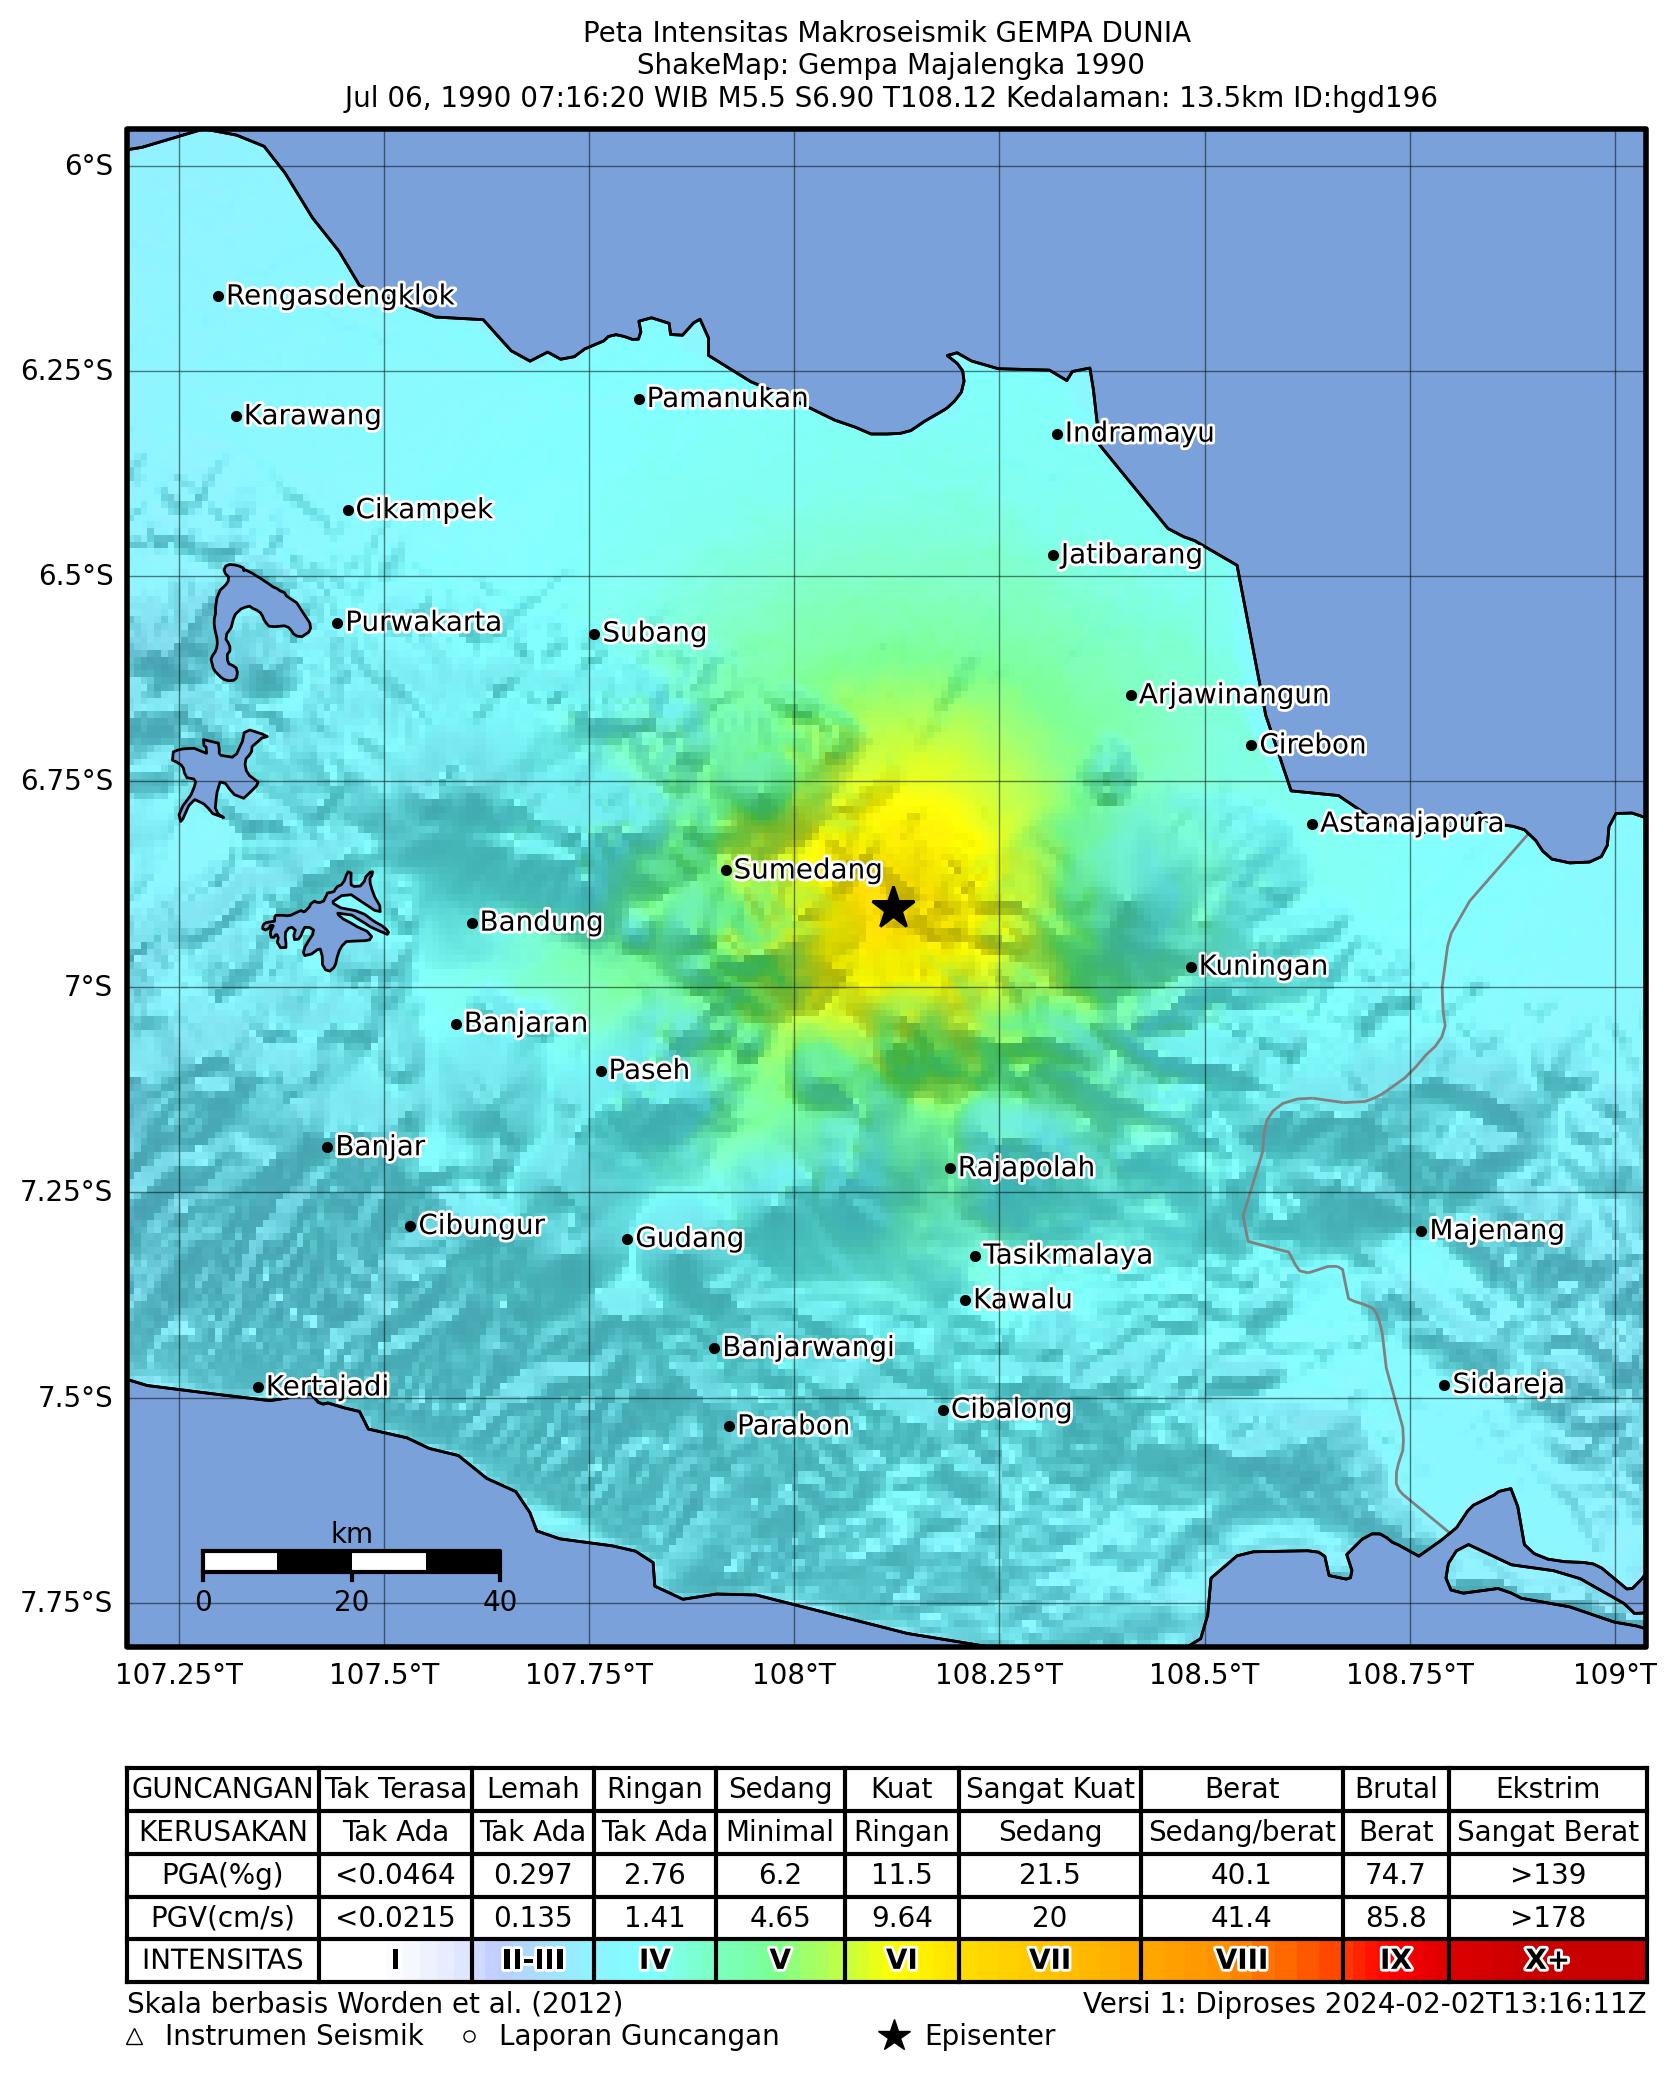 Peta Intensitas Makroseismik GEMPA DUNIA
ShakeMap: Gempa Majalengka 1990
Jul 06, 1990 07:16:20 WIB M5.5 S6.90 T108.12 Kedalaman: 13.5km ID:hgd196
6°S
Rengasdengklok
6.25°S
Pamanukan
Karawang
Indramayu
Cikampek
Jatibarang
6.5°S
Purwakarta
Subang
Arjawinangun
Cirebon
6.75°S
Astanajapura
Sumedang
Bandung
Kuningan
7°S
Banjaran
Paseh
Banjar
Rajapolah
7.25°S
Cibungur
Majenang
Gudang
Tasikmalaya
Kawalu
Banjarwangi
Kertajadi
Sidareja
7.5°S
Cibalong
Parabon
km
0 20 40
7.75°S
107.25°T 107.5°T 107.75°T 108°T 108.25°T 108.5°T 108.75°T 109°T
GUNCANGAN Tak Terasa Lemah Ringan Sedang Kuat Sangat Kuat Berat Brutal Ekstrim
KERUSAKAN Tak Ada Tak Ada Tak Ada Minimal Ringan Sedang Sedang/berat Berat Sangat Berat
PGA(%g) <0.0464 0.297 2.76 6.2 11.5 21.5 40.1 74.7 >139
PGV(cm/s) <0.0215 0.135 1.41 4.65 9.64 20 41.4 85.8 >178
INTENSITAS I II-III IV V VI VII VIII IX X+
Skala berbasis Worden et al. (2012) Versi 1: Diproses 2024-02-02T13:16:11Z
Instrumen Seismik Laporan Guncangan Episenter